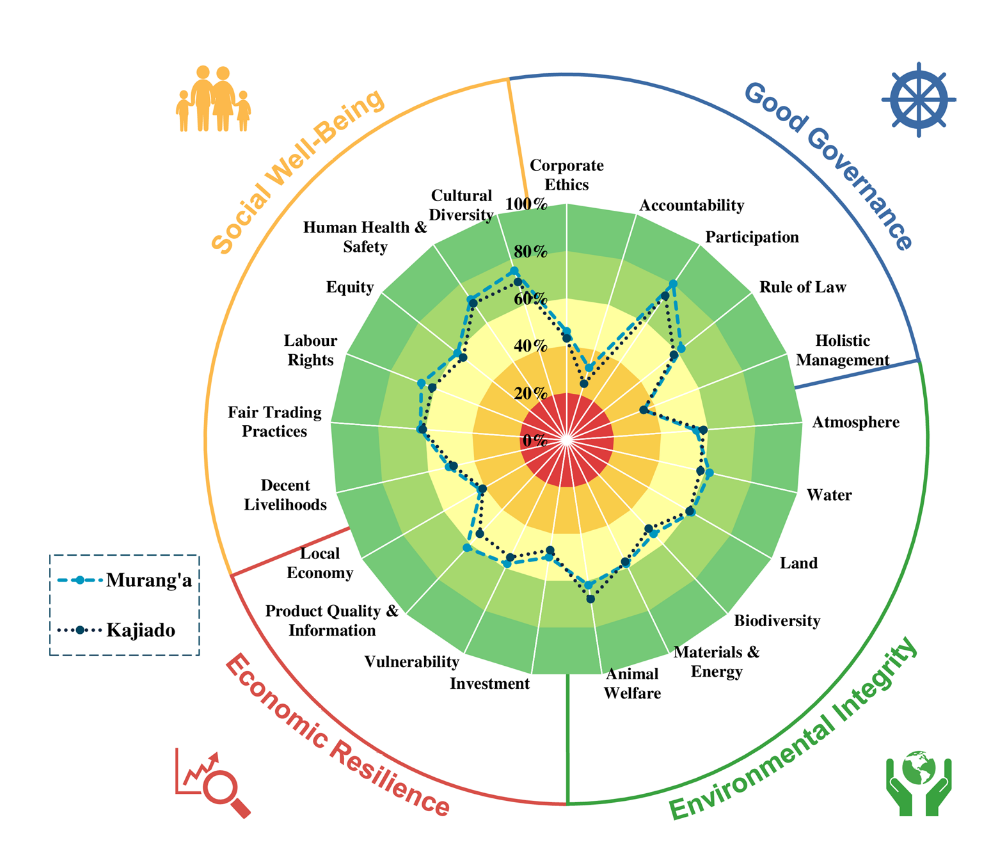 Social Well-Being
Good Governance
Corporate
Ethics
Accountability
Participation
Rule of Law
Holistic
Management
Atmosphere
Water
Land
Biodiversity
Materials &
Energy
Animal
Welfare
Investment
Vulnerability
Product Quality &
Information
Local
Economy
Decent
Livelihoods
Fair Trading
Practices
Labour
Rights
Equity
Human Health &
Safety
Cultural
Diversity
100%
80%
60%
40%
20%
0%
Murang'a
Kajiado
Economic Resilience
Environmental Integrity